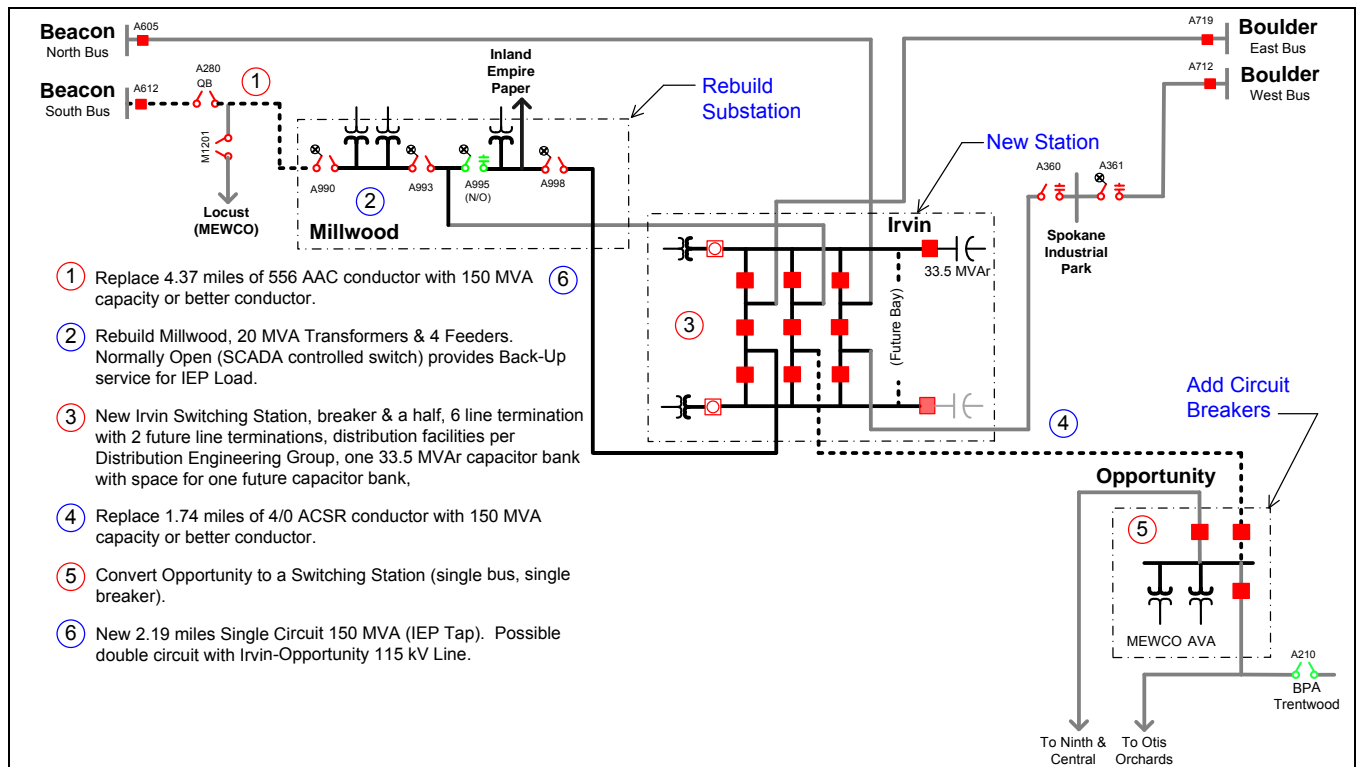 Beacon
North Bus
A605
Beacon
South Bus
A612
A280
QB
1
M1201
Locust
(MEWCO)
Inland
Empire
Paper
Rebuild
Substation
A990
A993
A995
(N/O)
A998
2
Millwood
A719
Boulder
East Bus
A712
Boulder
West Bus
New Station
A360
A361
Spokane
Industrial
Park
Irvin
33.5 MVAr
(Future Bay)
3
6
4
Add Circuit
Breakers
Opportunity
5
MEWCO AVA
A210
BPA
Trentwood
To Ninth &
Central
To Otis
Orchards
1 Replace 4.37 miles of 556 AAC conductor with 150 MVA
capacity or better conductor.
2 Rebuild Millwood, 20 MVA Transformers & 4 Feeders.
Normally Open (SCADA controlled switch) provides Back-Up
service for IEP Load.
3 New Irvin Switching Station, breaker & a half, 6 line termination
with 2 future line terminations, distribution facilities per
Distribution Engineering Group, one 33.5 MVAr capacitor bank
with space for one future capacitor bank,
4 Replace 1.74 miles of 4/0 ACSR conductor with 150 MVA
capacity or better conductor.
5 Convert Opportunity to a Switching Station (single bus, single
breaker).
6 New 2.19 miles Single Circuit 150 MVA (IEP Tap). Possible
double circuit with Irvin-Opportunity 115 kV Line.